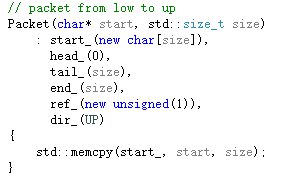 // packet from low to up
Packet(char* start, std::size_t size)
    : start_(new char[size]),
      head_(0),
      tail_(size),
      end_(size),
      ref_(new unsigned(1)),
      dir_(UP)
{
    std::memcpy(start_, start, size);
}